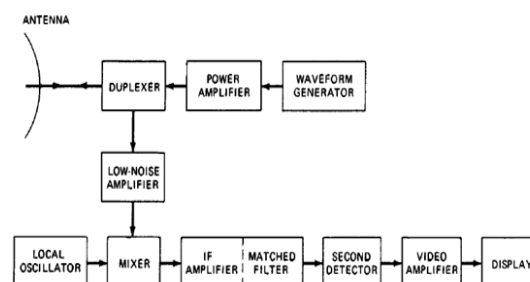 ANTENNA
DUPLEXER
POWER
AMPLIFIER
WAVEFORM
GENERATOR
LOW-NOISE
AMPLIFIER
LOCAL
OSCILLATOR
MIXER
IF
AMPLIFIER
MATCHED
FILTER
SECOND
DETECTOR
VIDEO
AMPLIFIER
DISPLAY